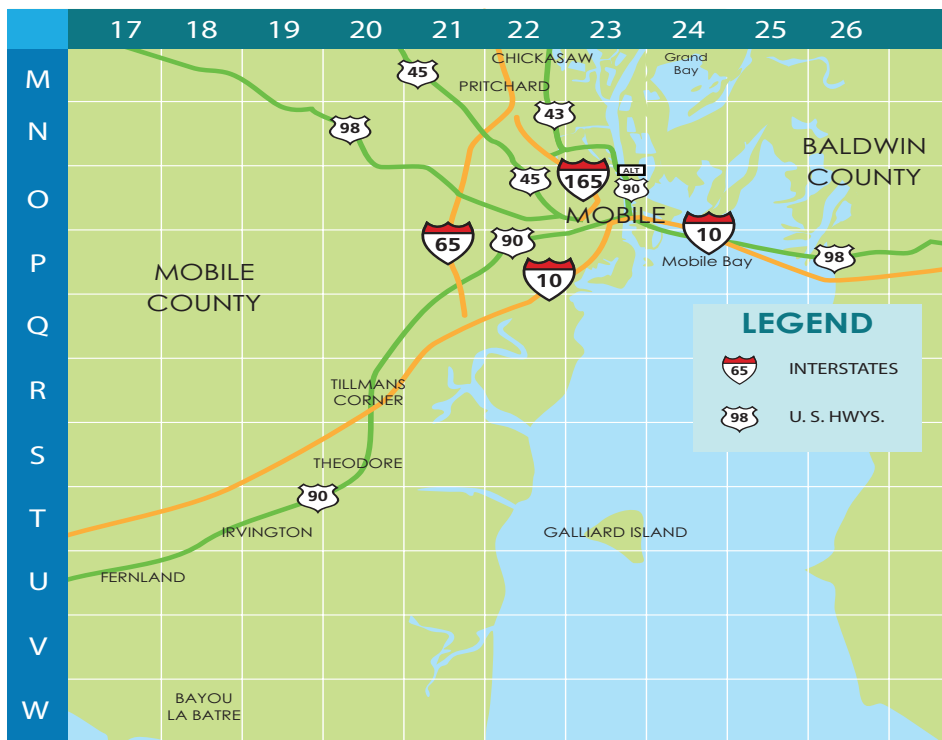 17 18 19 20 21 22 23 24 25 26
M
N
O
P
Q
R
S
T
U
V
W
CHICKASAW
Grand
Bay
45
PRITCHARD
43
98
BALDWIN
COUNTY
ALT
45
165
90
MOBILE
65
90
10
98
Mobile Bay
10
MOBILE
COUNTY
LEGEND
65 INTERSTATES
98 U. S. HWYS.
TILLMANS
CORNER
THEODORE
90
IRVINGTON
GALLIARD ISLAND
FERNLAND
BAYOU
LA BATRE